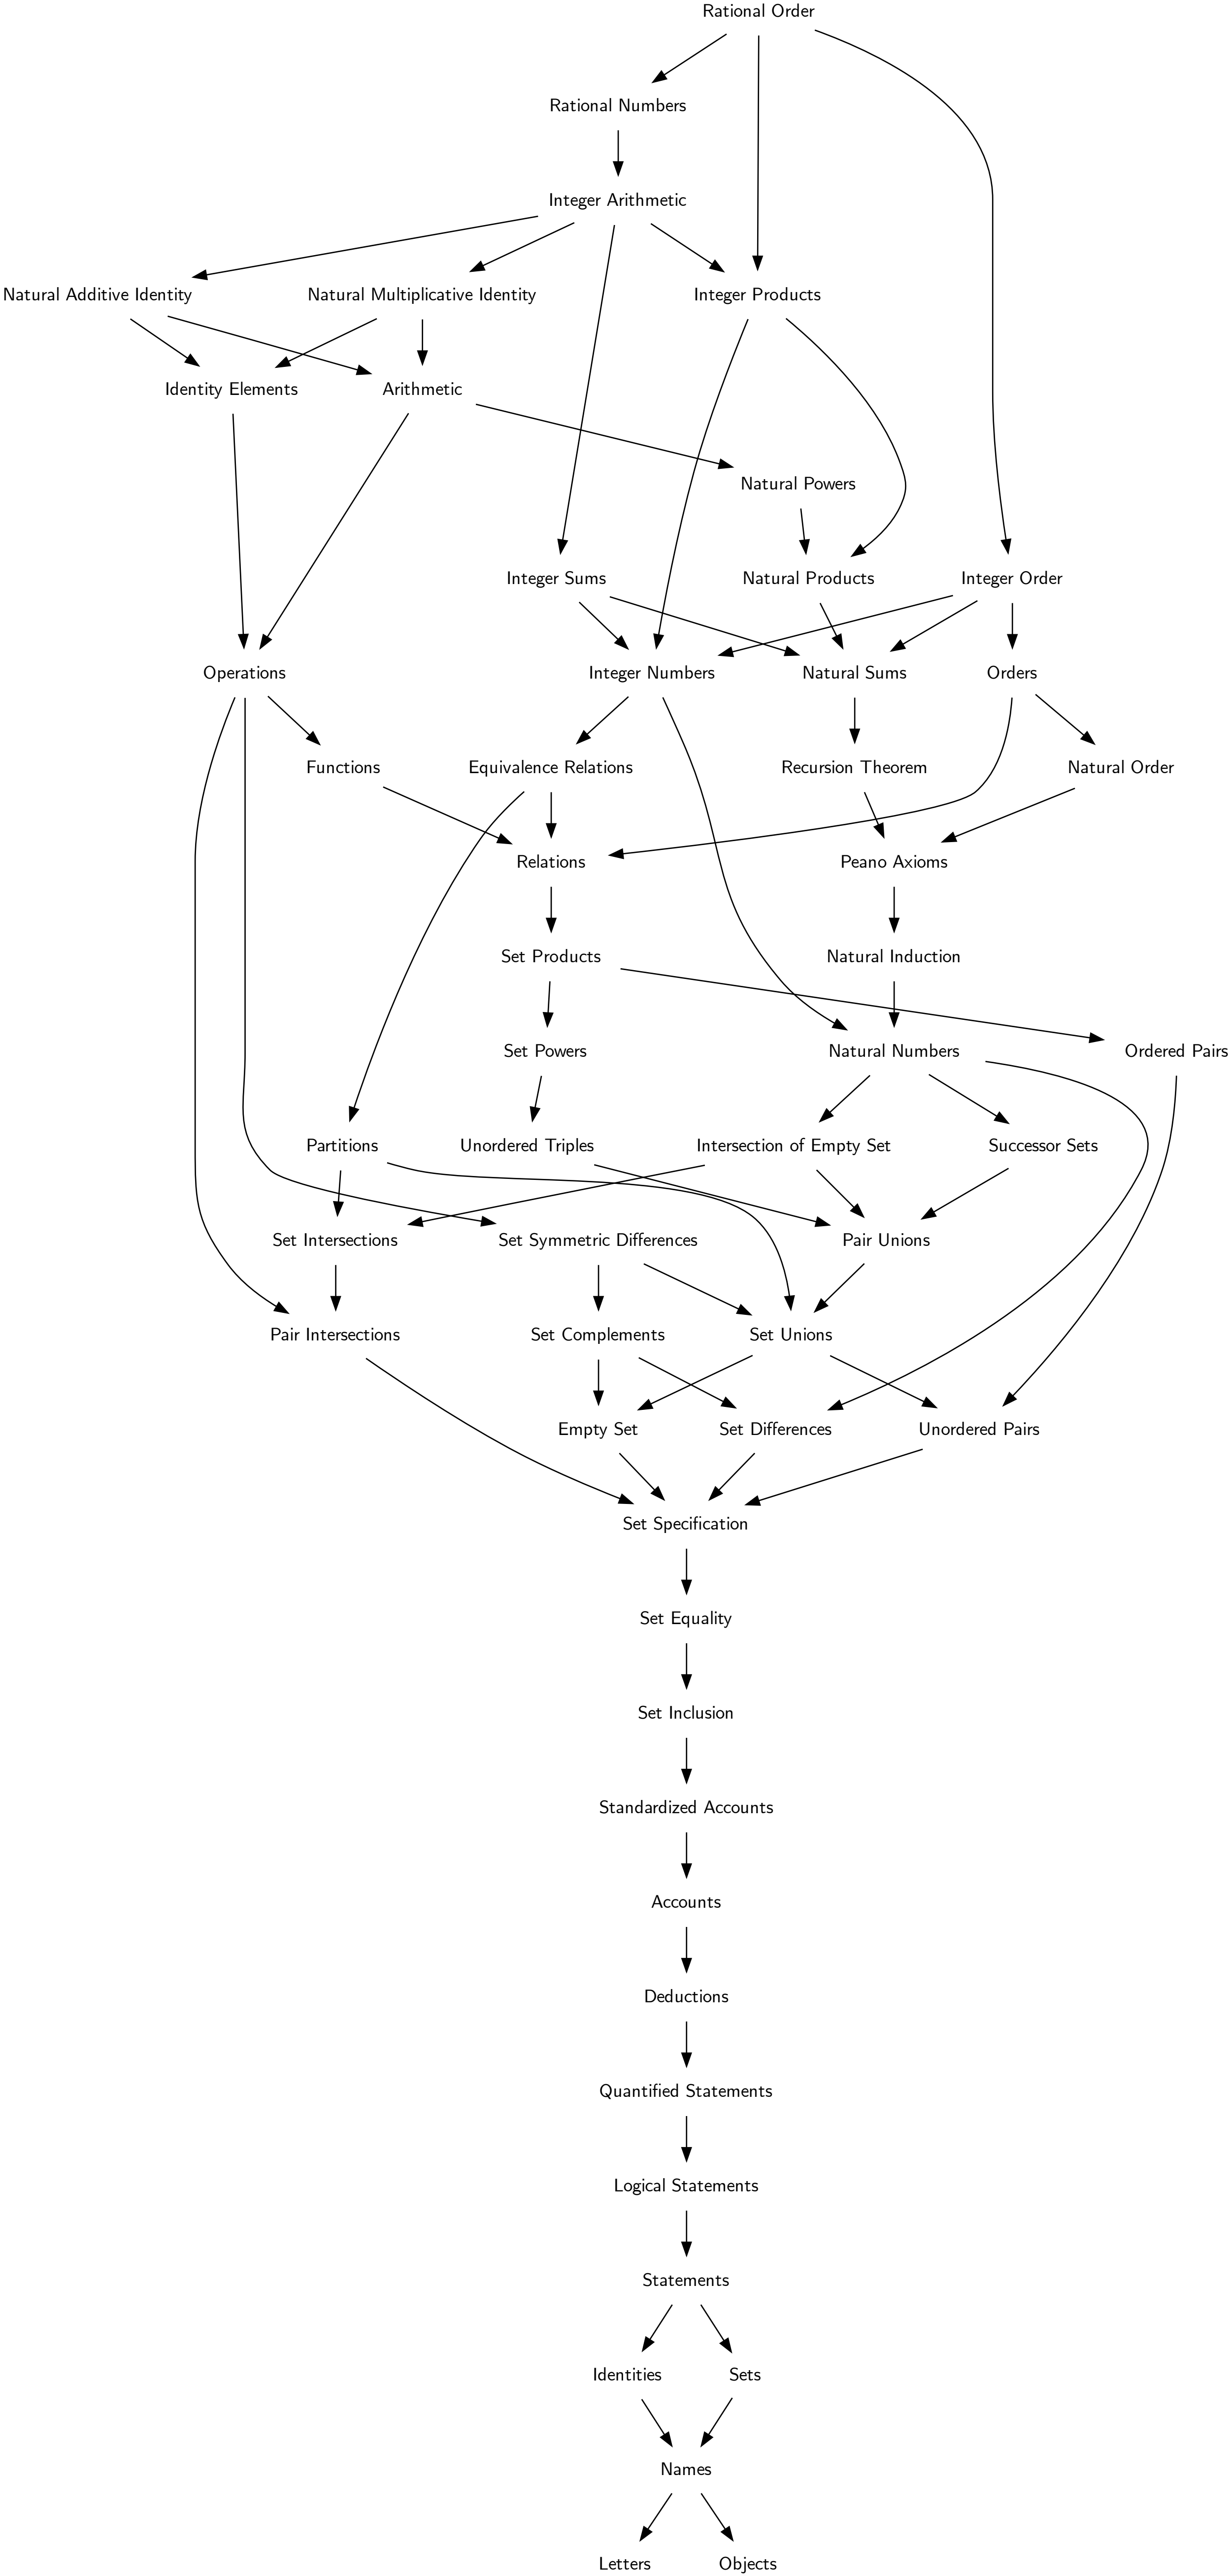 Rational Order
Rational Numbers
Integer Arithmetic
Natural Additive Identity
Natural Multiplicative Identity
Integer Products
Identity Elements
Arithmetic
Natural Powers
Integer Sums
Natural Products
Integer Order
Operations
Integer Numbers
Natural Sums
Orders
Functions
Equivalence Relations
Recursion Theorem
Natural Order
Relations
Peano Axioms
Set Products
Natural Induction
Set Powers
Natural Numbers
Ordered Pairs
Partitions
Unordered Triples
Intersection of Empty Set
Successor Sets
Set Intersections
Set Symmetric Differences
Pair Unions
Pair Intersections
Set Complements
Set Unions
Empty Set
Set Differences
Unordered Pairs
Set Specification
Set Equality
Set Inclusion
Standardized Accounts
Accounts
Deductions
Quantified Statements
Logical Statements
Statements
Identities
Sets
Names
Letters
Objects